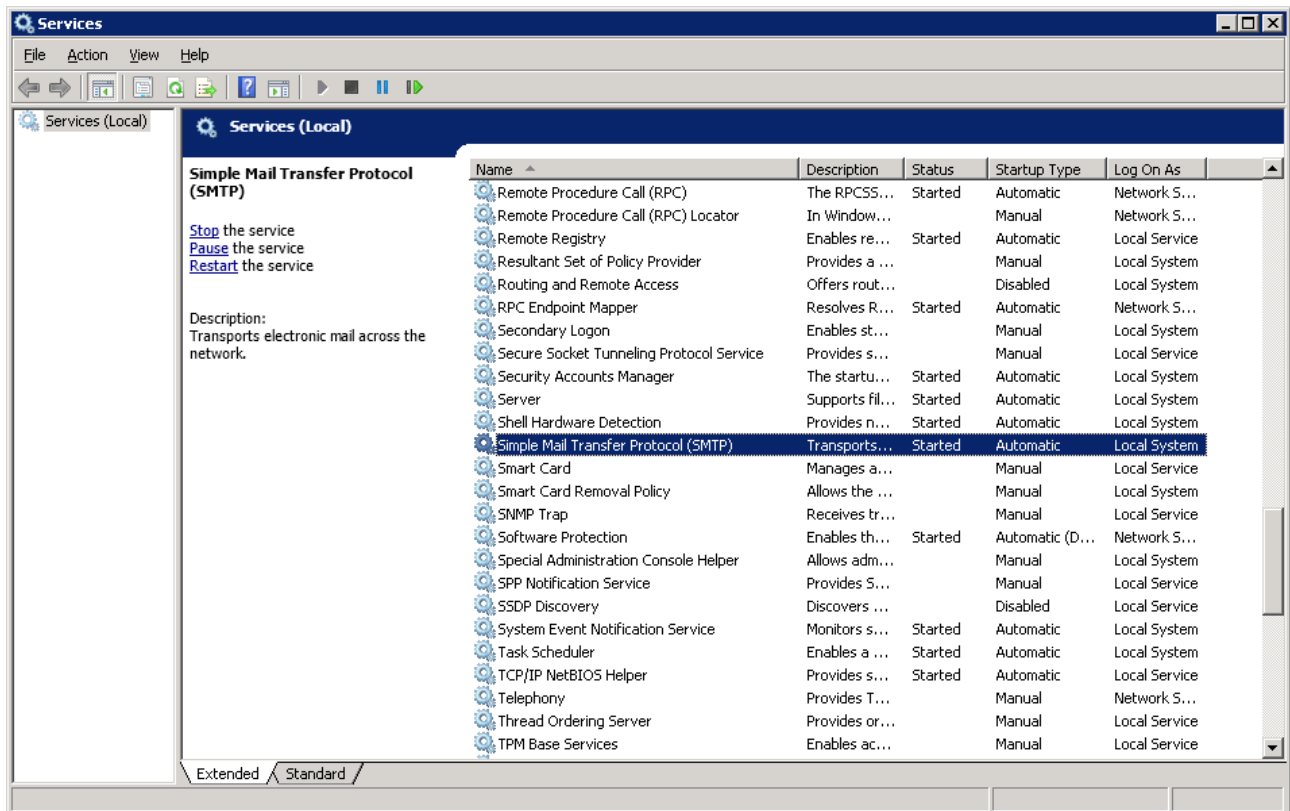 Services
File Action View Help
Services (Local)
Services (Local)
Simple Mail Transfer Protocol
(SMTP)
Stop the service
Pause the service
Restart the service
Description:
Transports electronic mail across the
network.
Name Description Status Startup Type Log On As
Remote Procedure Call (RPC) The RPCSS... Started Automatic Network S...
Remote Procedure Call (RPC) Locator In Window... Manual Network S...
Remote Registry Enables re... Started Automatic Local Service
Resultant Set of Policy Provider Provides a ... Manual Local System
Routing and Remote Access Offers rout... Disabled Local System
RPC Endpoint Mapper Resolves R... Started Automatic Network S...
Secondary Logon Enables st... Manual Local System
Secure Socket Tunneling Protocol Service Provides s... Manual Local Service
Security Accounts Manager The startu... Started Automatic Local System
Server Supports fil... Started Automatic Local System
Shell Hardware Detection Provides n... Started Automatic Local System
Simple Mail Transfer Protocol (SMTP) Transports... Started Automatic Local System
Smart Card Manages a... Manual Local Service
Smart Card Removal Policy Allows the ... Manual Local System
SNMP Trap Receives tr... Manual Local Service
Software Protection Enables th... Started Automatic (D... Network S...
Special Administration Console Helper Allows adm... Manual Local System
SPP Notification Service Provides S... Manual Local Service
SSDP Discovery Discovers ... Disabled Local Service
System Event Notification Service Monitors s... Started Automatic Local System
Task Scheduler Enables a ... Started Automatic Local System
TCP/IP NetBIOS Helper Provides s... Started Automatic Local Service
Telephony Provides T... Manual Network S...
Thread Ordering Server Provides or... Manual Local Service
TPM Base Services Enables ac... Manual Local Service
Extended Standard